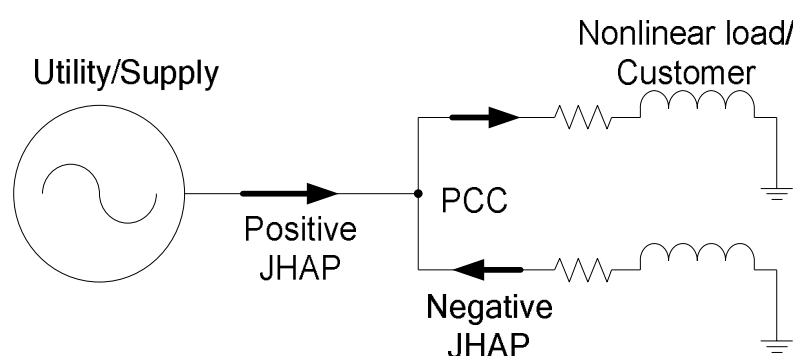 Nonlinear load/
Customer
Utility/Supply
Positive
JHAP
PCC
Negative
JHAP